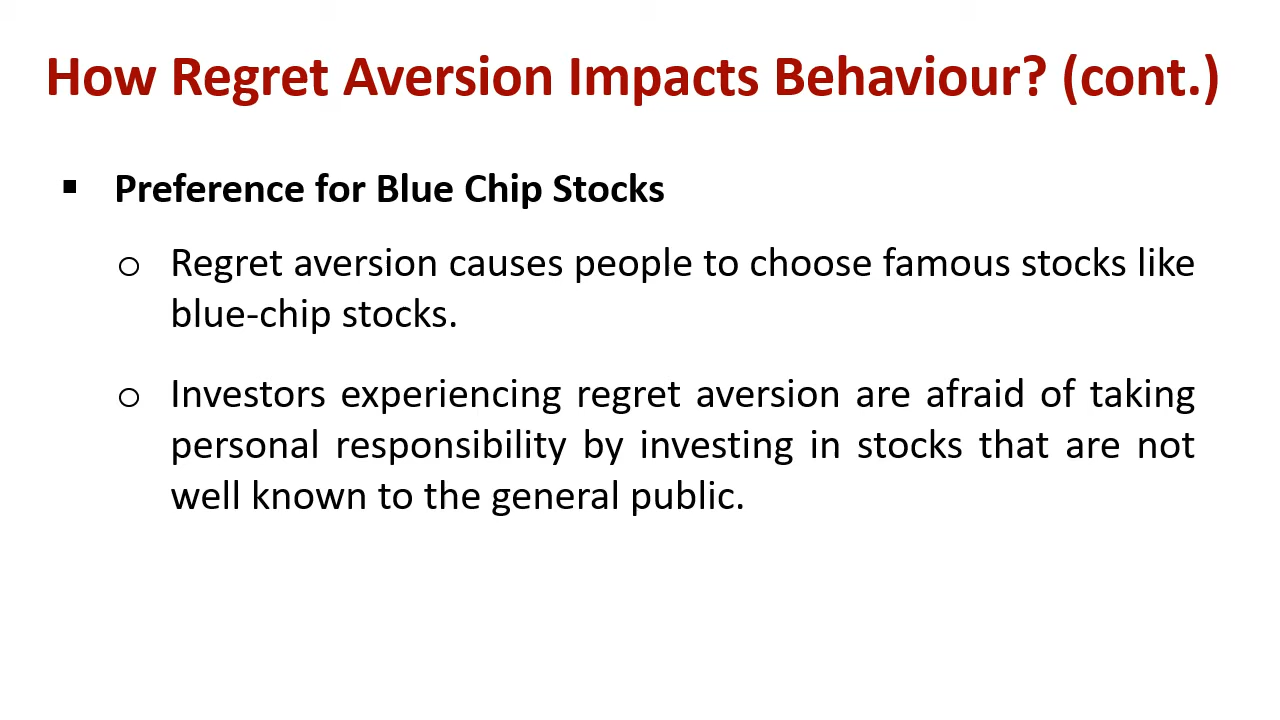 How Regret Aversion Impacts Behaviour? (cont.)
▪ Preference for Blue Chip Stocks
o Regret aversion causes people to choose famous stocks like
blue-chip stocks.
o Investors experiencing regret aversion are afraid of taking
personal responsibility by investing in stocks that are not
well known to the general public.